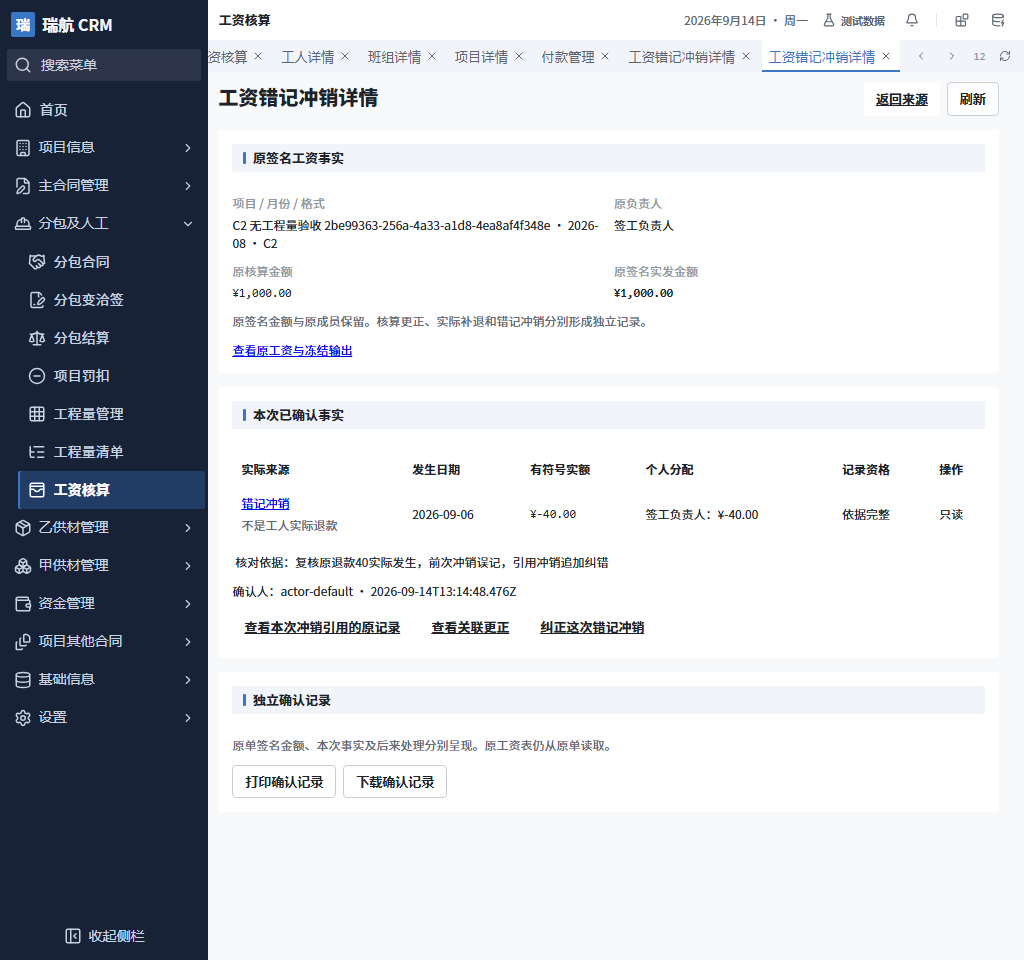 瑞 瑞航 CRM
搜索菜单
首页
项目信息
主合同管理
分包及人工
分包合同
分包变洽签
分包结算
项目罚扣
工程量管理
工程量清单
工资核算
乙供材管理
甲供材管理
资金管理
项目其他合同
基础信息
设置
收起侧栏
工资核算
2026年9月14日 · 周一 测试数据
资核算 工人详情 班组详情 项目详情 付款管理 工资错记冲销详情 工资错记冲销详情 12
工资错记冲销详情
返回来源 刷新
原签名工资事实
项目 / 月份 / 格式 原负责人
C2 无工程量验收 2be99363-256a-4a33-a1d8-4ea8af4f348e · 2026- 签工负责人
08 · C2
原核算金额 原签名实发金额
¥1,000.00 ¥1,000.00
原签名金额与原成员保留。核算更正、实际补退和错记冲销分别形成独立记录。
查看原工资与冻结输出
本次已确认事实
实际来源 发生日期 有符号实额 个人分配 记录资格 操作
错记冲销
不是工人实际退款
2026-09-06 ¥-40.00 签工负责人：¥-40.00 依据完整 只读
核对依据：复核原退款40实际发生，前次冲销误记，引用冲销追加纠错
确认人：actor-default · 2026-09-14T13:14:48.476Z
查看本次冲销引用的原记录 查看关联更正 纠正这次错记冲销
独立确认记录
原单签名金额、本次事实及后来处理分别呈现。原工资表仍从原单读取。
打印确认记录 下载确认记录